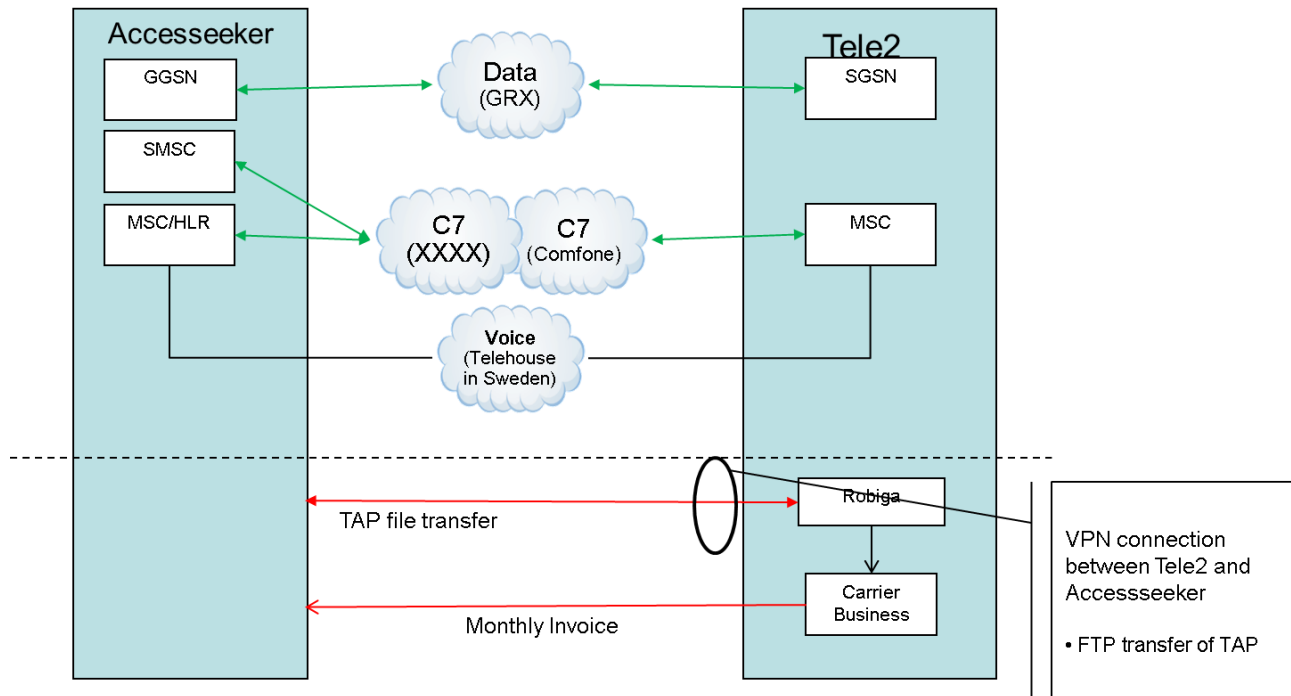 Accesseeker
Tele2
GGSN
Data
(GRX)
SGSN
SMSC
MSC/HLR
C7
(XXXX)
C7
(Comfone)
MSC
Voice
(Telehouse
in Sweden)
Robiga
TAP file transfer
VPN connection
between Tele2 and
Accessseeker
• FTP transfer of TAP
Carrier
Business
Monthly Invoice